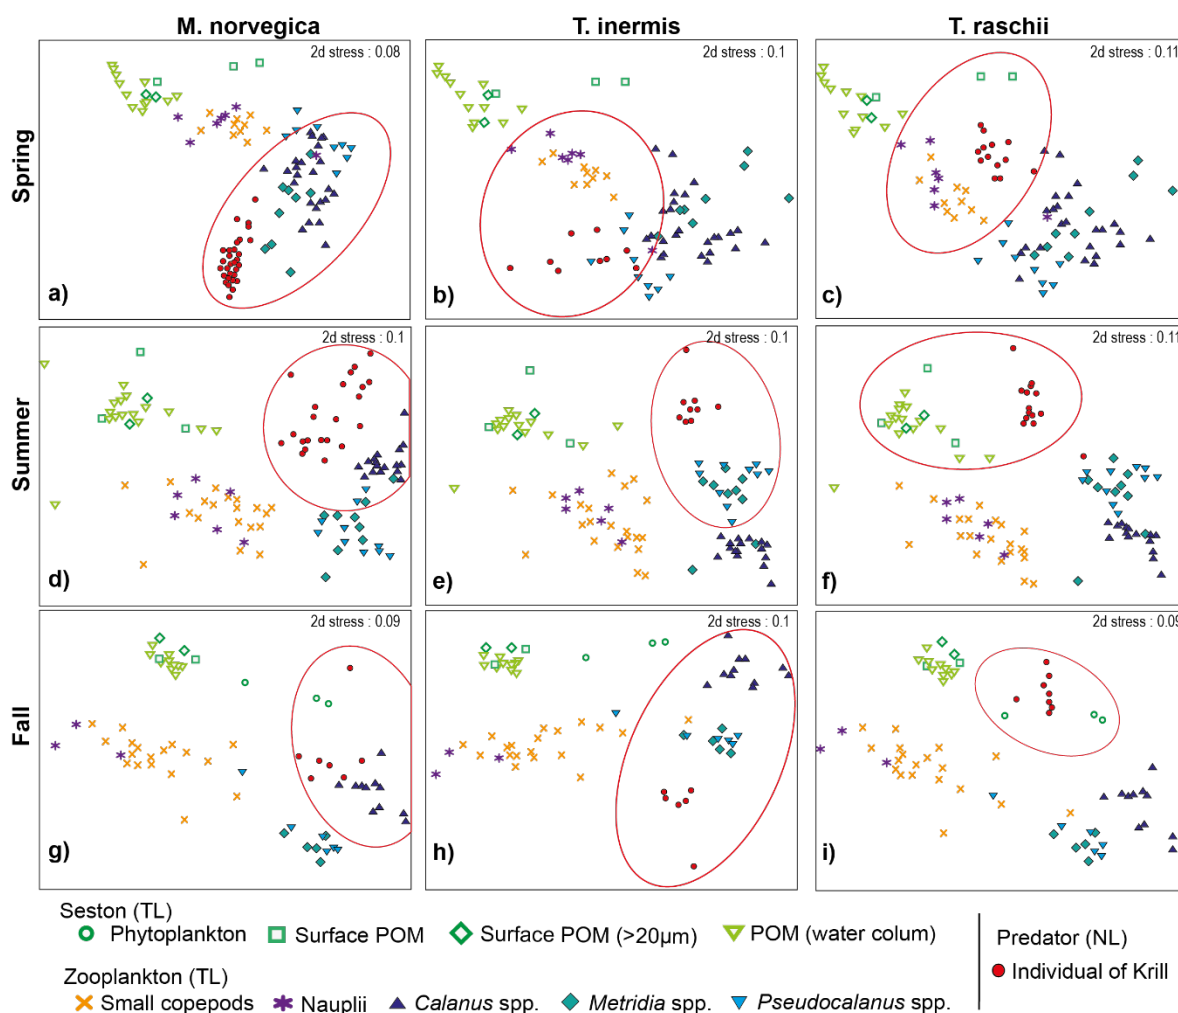 M. norvegica T. inermis T. raschii
Spring
2d stress : 0.08
a)
2d stress : 0.1
b)
2d stress : 0.11
c)
Summer
2d stress : 0.1
d)
2d stress : 0.1
e)
2d stress : 0.11
f)
Fall
2d stress : 0.09
g)
2d stress : 0.1
h)
2d stress : 0.09
i)
Seston (TL)
Phytoplankton Surface POM Surface POM (>20µm) POM (water colum)
Zooplankton (TL)
Small copepods Nauplii Calanus spp. Metridia spp. Pseudocalanus spp.
Predator (NL)
Individual of Krill